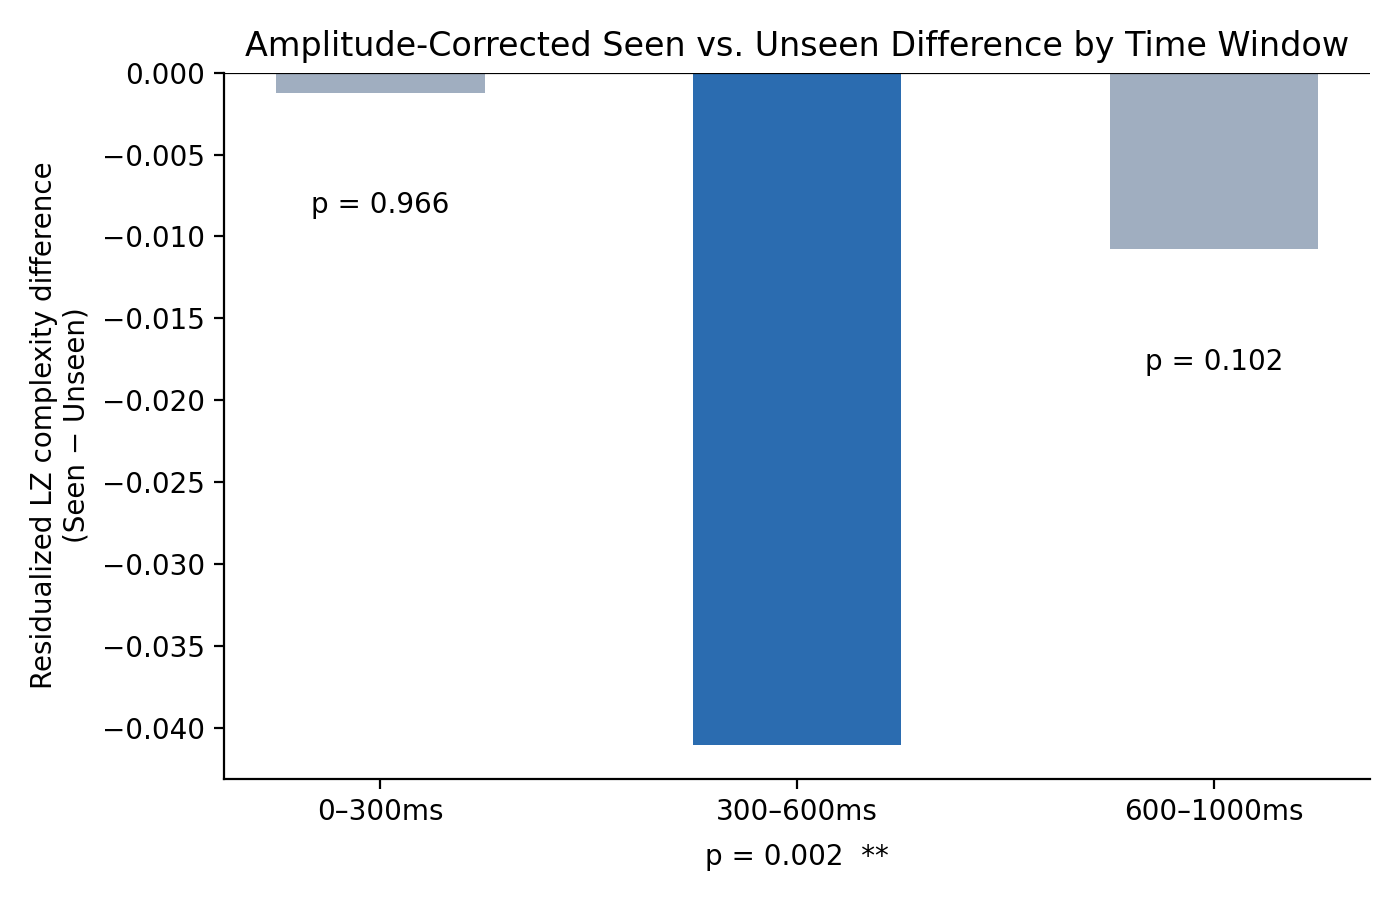 Amplitude-Corrected Seen vs. Unseen Difference by Time Window
Residualized LZ complexity difference
(Seen − Unseen)
0.000
−0.005
−0.010
−0.015
−0.020
−0.025
−0.030
−0.035
−0.040
p = 0.966
p = 0.102
0–300ms
300–600ms
600–1000ms
p = 0.002  **